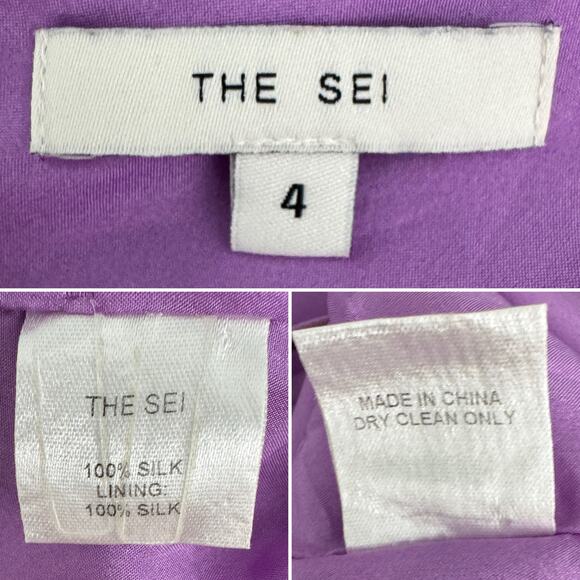 THE SEI
4
THE SEI
100% SILK
LINING:
100% SILK
MADE IN CHINA
DRY CLEAN ONLY